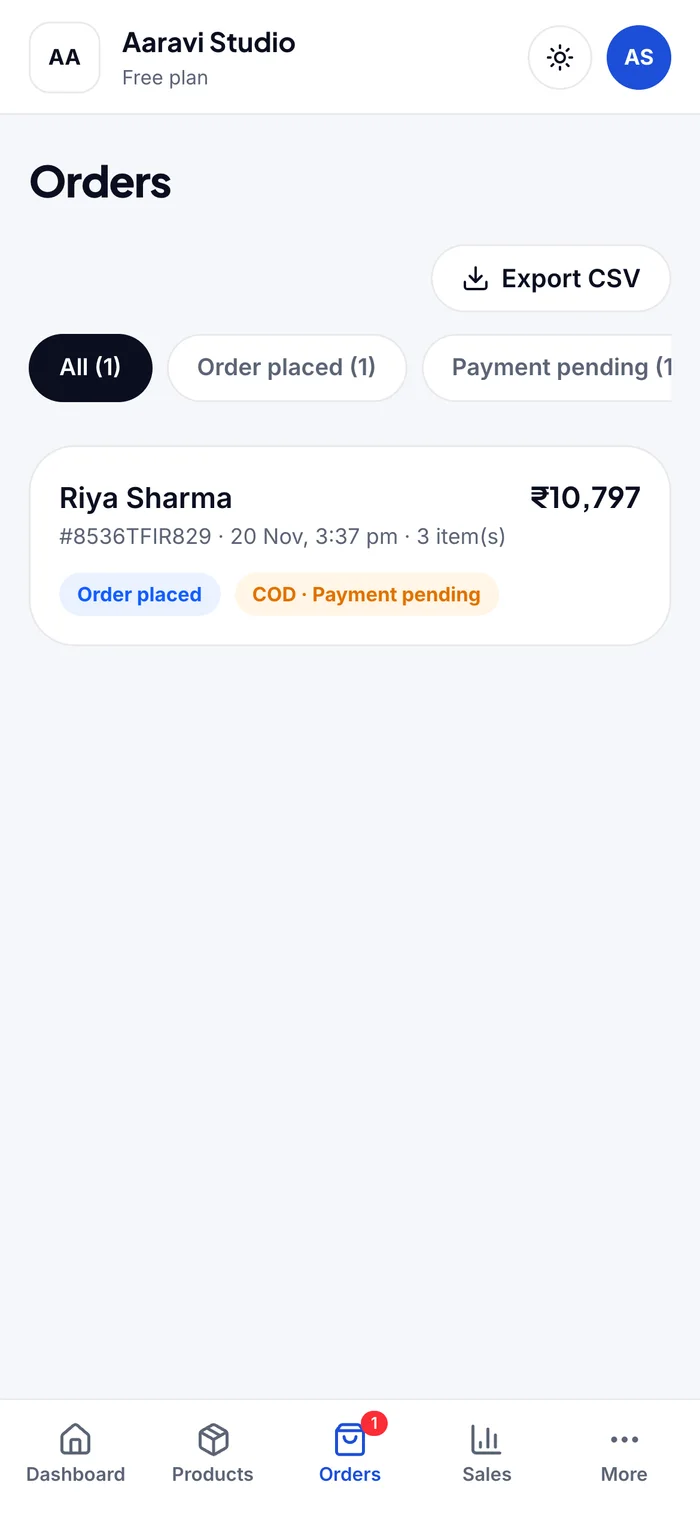 AA
Aaravi Studio
Free plan
AS
Orders
Export CSV
All (1)
Order placed (1)
Payment pending (1
Riya Sharma
₹10,797
#8536TFIR829 · 20 Nov, 3:37 pm · 3 item(s)
Order placed
COD · Payment pending
1
Dashboard
Products
Orders
Sales
More